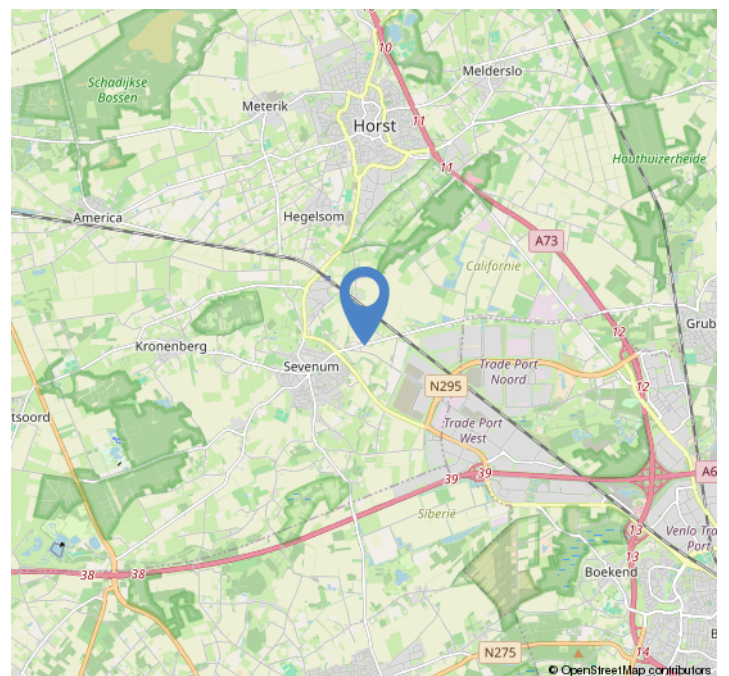 10
Schadijkse
Bossen
Melderslo
Meterik
11
Horst
Houthuizerheide
11
America
Hegelsom
A73
Californië
Grub
12
Kronenberg
Sevenum
Trade Port
Noord
N295
12
tsoord
Trade Port
West
39
39
A6
Siberië
13
Venlo Tra
Port
13
38
38
Boekend
B
N275
14
© OpenStreetMap contributors